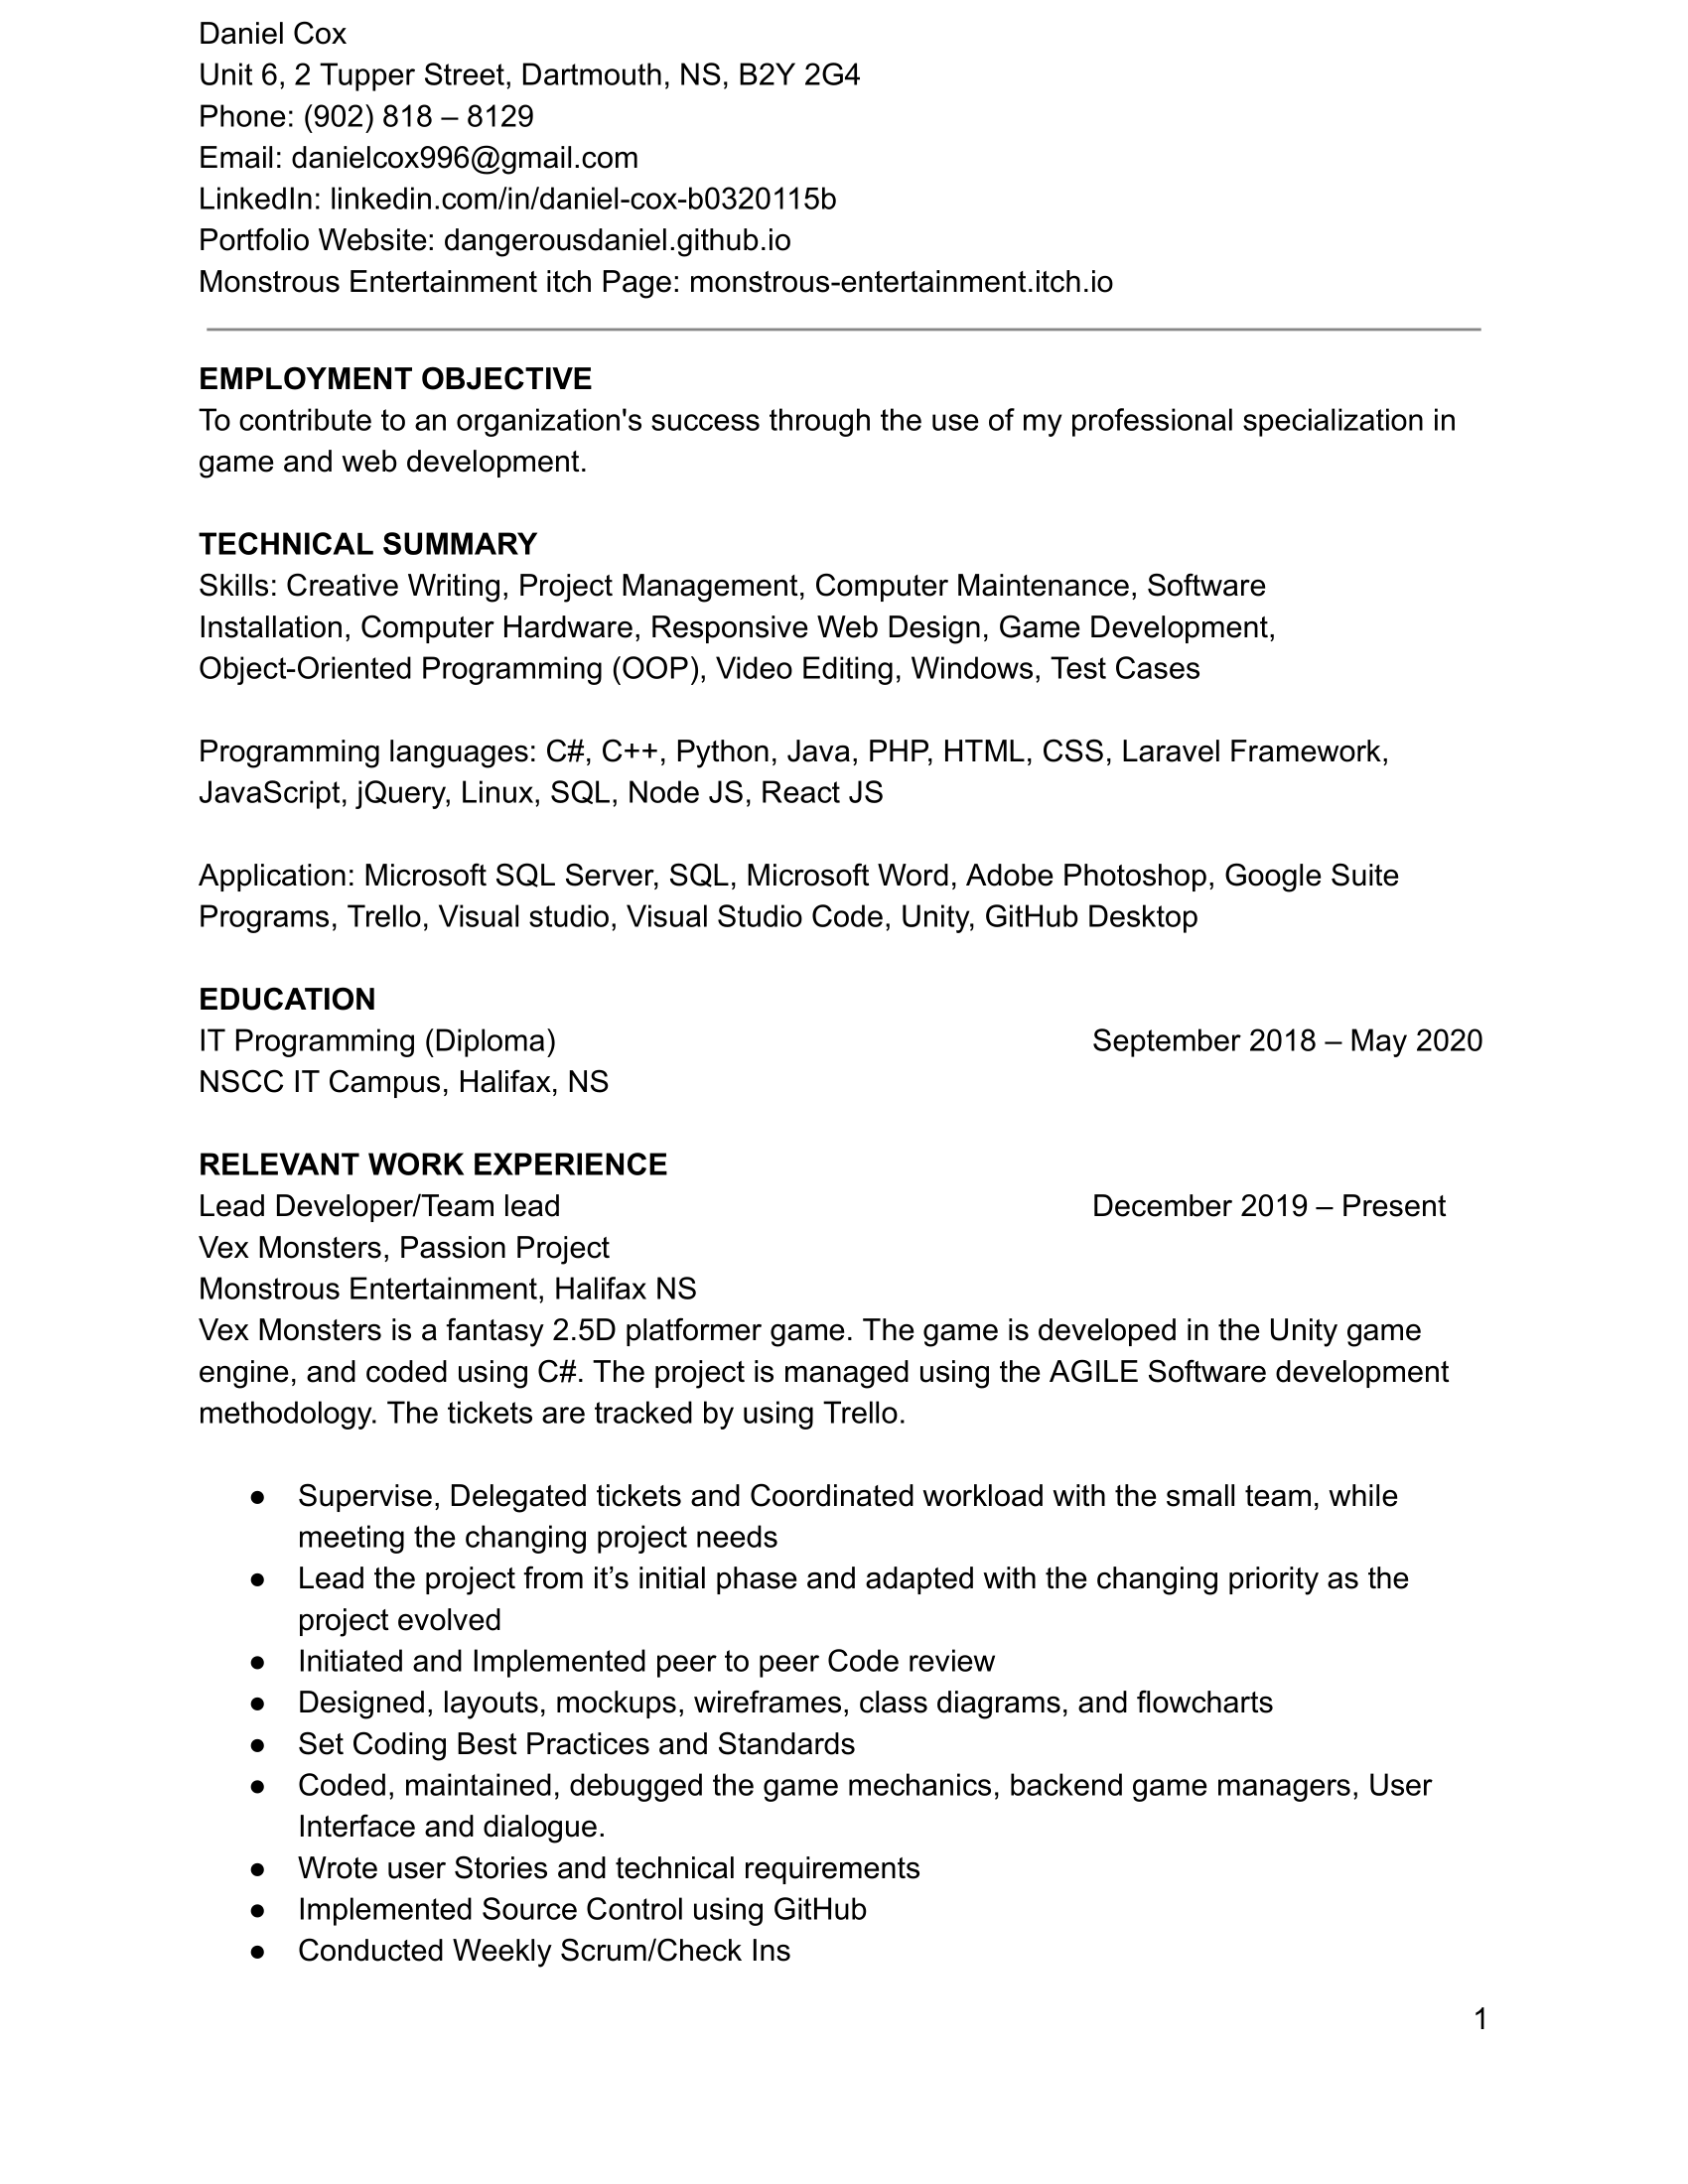 Daniel Cox
Unit 6, 2 Tupper Street, Dartmouth, NS, B2Y 2G4
Phone: (902) 818 – 8129
Email: danielcox996@gmail.com
LinkedIn: linkedin.com/in/daniel-cox-b0320115b
Portfolio Website: dangerousdaniel.github.io
Monstrous Entertainment itch Page: monstrous-entertainment.itch.io
EMPLOYMENT OBJECTIVE
To contribute to an organization's success through the use of my professional specialization in
game and web development.
TECHNICAL SUMMARY
Skills: Creative Writing, Project Management, Computer Maintenance, Software
Installation, Computer Hardware, Responsive Web Design, Game Development,
Object-Oriented Programming (OOP), Video Editing, Windows, Test Cases
Programming languages: C#, C++, Python, Java, PHP, HTML, CSS, Laravel Framework,
JavaScript, jQuery, Linux, SQL, Node JS, React JS
Application: Microsoft SQL Server, SQL, Microsoft Word, Adobe Photoshop, Google Suite
Programs, Trello, Visual studio, Visual Studio Code, Unity, GitHub Desktop
EDUCATION
IT Programming (Diploma) September 2018 – May 2020
NSCC IT Campus, Halifax, NS
RELEVANT WORK EXPERIENCE
Lead Developer/Team lead December 2019 – Present
Vex Monsters, Passion Project
Monstrous Entertainment, Halifax NS
Vex Monsters is a fantasy 2.5D platformer game. The game is developed in the Unity game
engine, and coded using C#. The project is managed using the AGILE Software development
methodology. The tickets are tracked by using Trello.
● Supervise, Delegated tickets and Coordinated workload with the small team, while
meeting the changing project needs
● Lead the project from it’s initial phase and adapted with the changing priority as the
project evolved
● Initiated and Implemented peer to peer Code review
● Designed, layouts, mockups, wireframes, class diagrams, and flowcharts
● Set Coding Best Practices and Standards
● Coded, maintained, debugged the game mechanics, backend game managers, User
Interface and dialogue.
● Wrote user Stories and technical requirements
● Implemented Source Control using GitHub
● Conducted Weekly Scrum/Check Ins
1